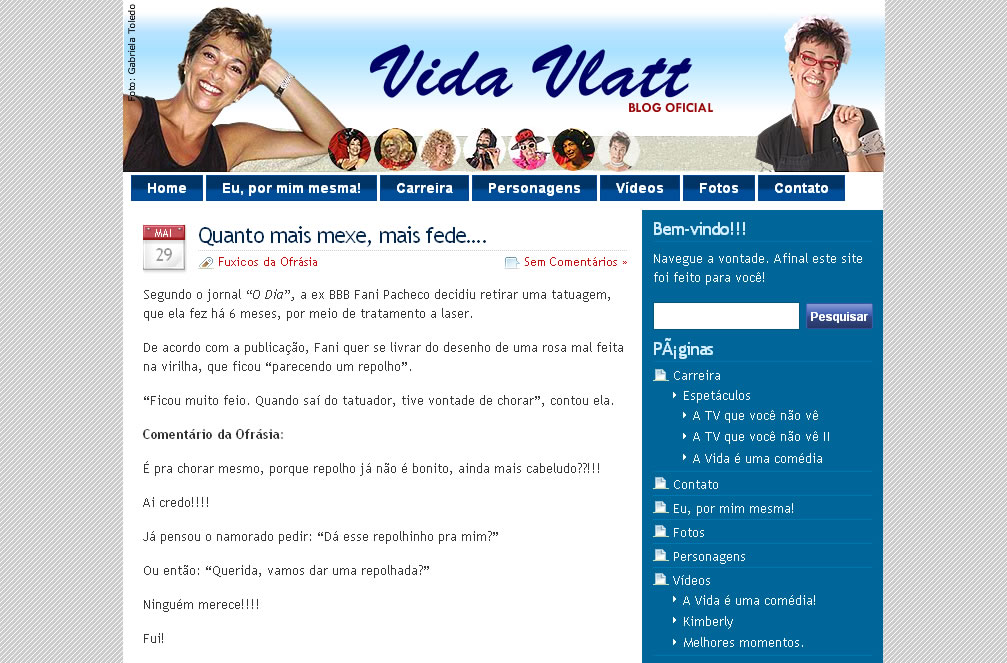 Foto: Gabriela Toledo
Vida Vlatt
BLOG OFICIAL
Home
Eu, por mim mesma!
Carreira
Personagens
Vídeos
Fotos
Contato
MAI
29
Quanto mais mexe, mais fede....
Fuxicos da Ofrásia
Sem Comentários »
Segundo o jornal “O Dia”, a ex BBB Fani Pacheco decidiu retirar uma tatuagem,
que ela fez há 6 meses, por meio de tratamento a laser.
De acordo com a publicação, Fani quer se livrar do desenho de uma rosa mal feita
na virilha, que ficou “parecendo um repolho”.
“Ficou muito feio. Quando saí do tatuador, tive vontade de chorar”, contou ela.
Comentário da Ofrásia:
É pra chorar mesmo, porque repolho já não é bonito, ainda mais cabeludo??!!!
Ai credo!!!!
Já pensou o namorado pedir: “Dá esse repolhinho pra mim?”
Ou então: “Querida, vamos dar uma repolhada?”
Ninguém merece!!!!
Fui!
Bem-vindo!!!
Navegue a vontade. Afinal este site
foi feito para você!
Pesquisar
PÃ¡ginas
Carreira
Espetáculos
A TV que você não vê
A TV que você não vê II
A Vida é uma comédia
Contato
Eu, por mim mesma!
Fotos
Personagens
Vídeos
A Vida é uma comédia!
Kimberly
Melhores momentos.